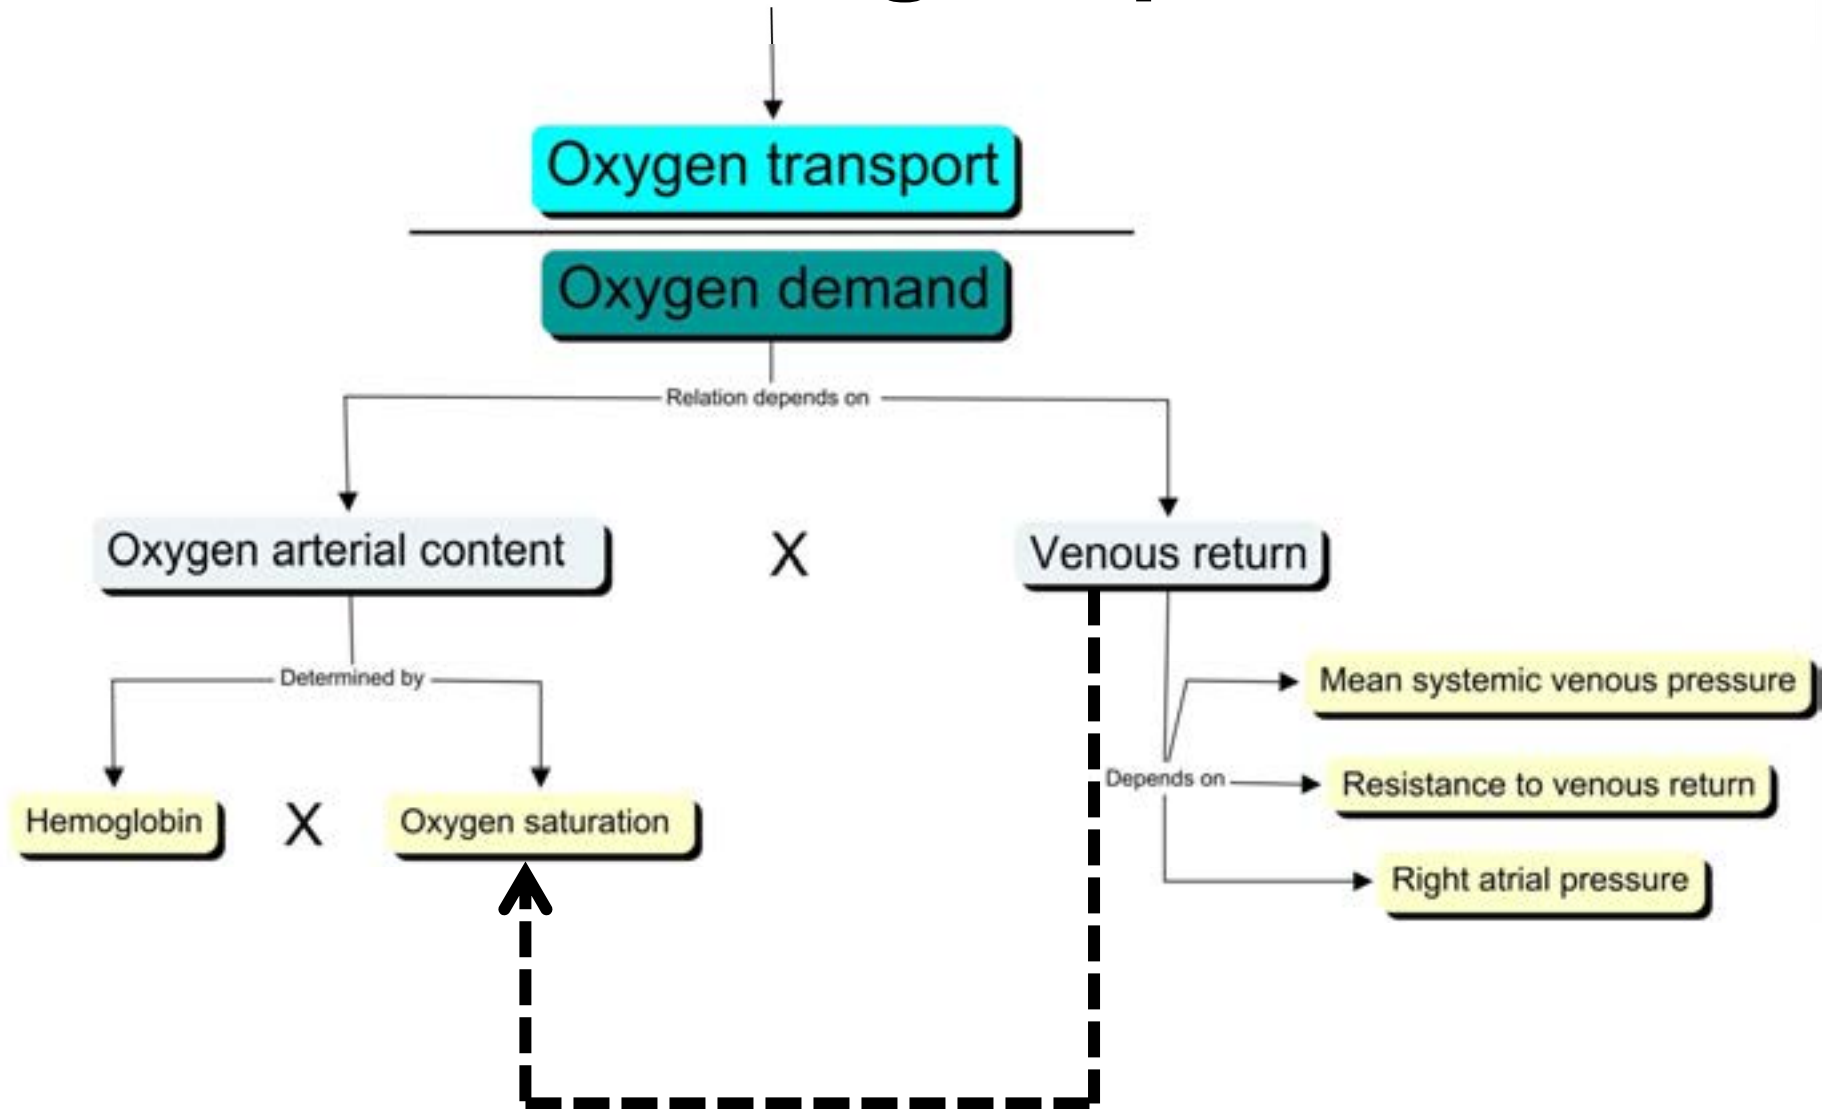 Oxygen transport
Oxygen demand
Relation depends on
Oxygen arterial content
X
Venous return
Determined by
Mean systemic venous pressure
Depends on
Resistance to venous return
Hemoglobin
X
Oxygen saturation
Right atrial pressure